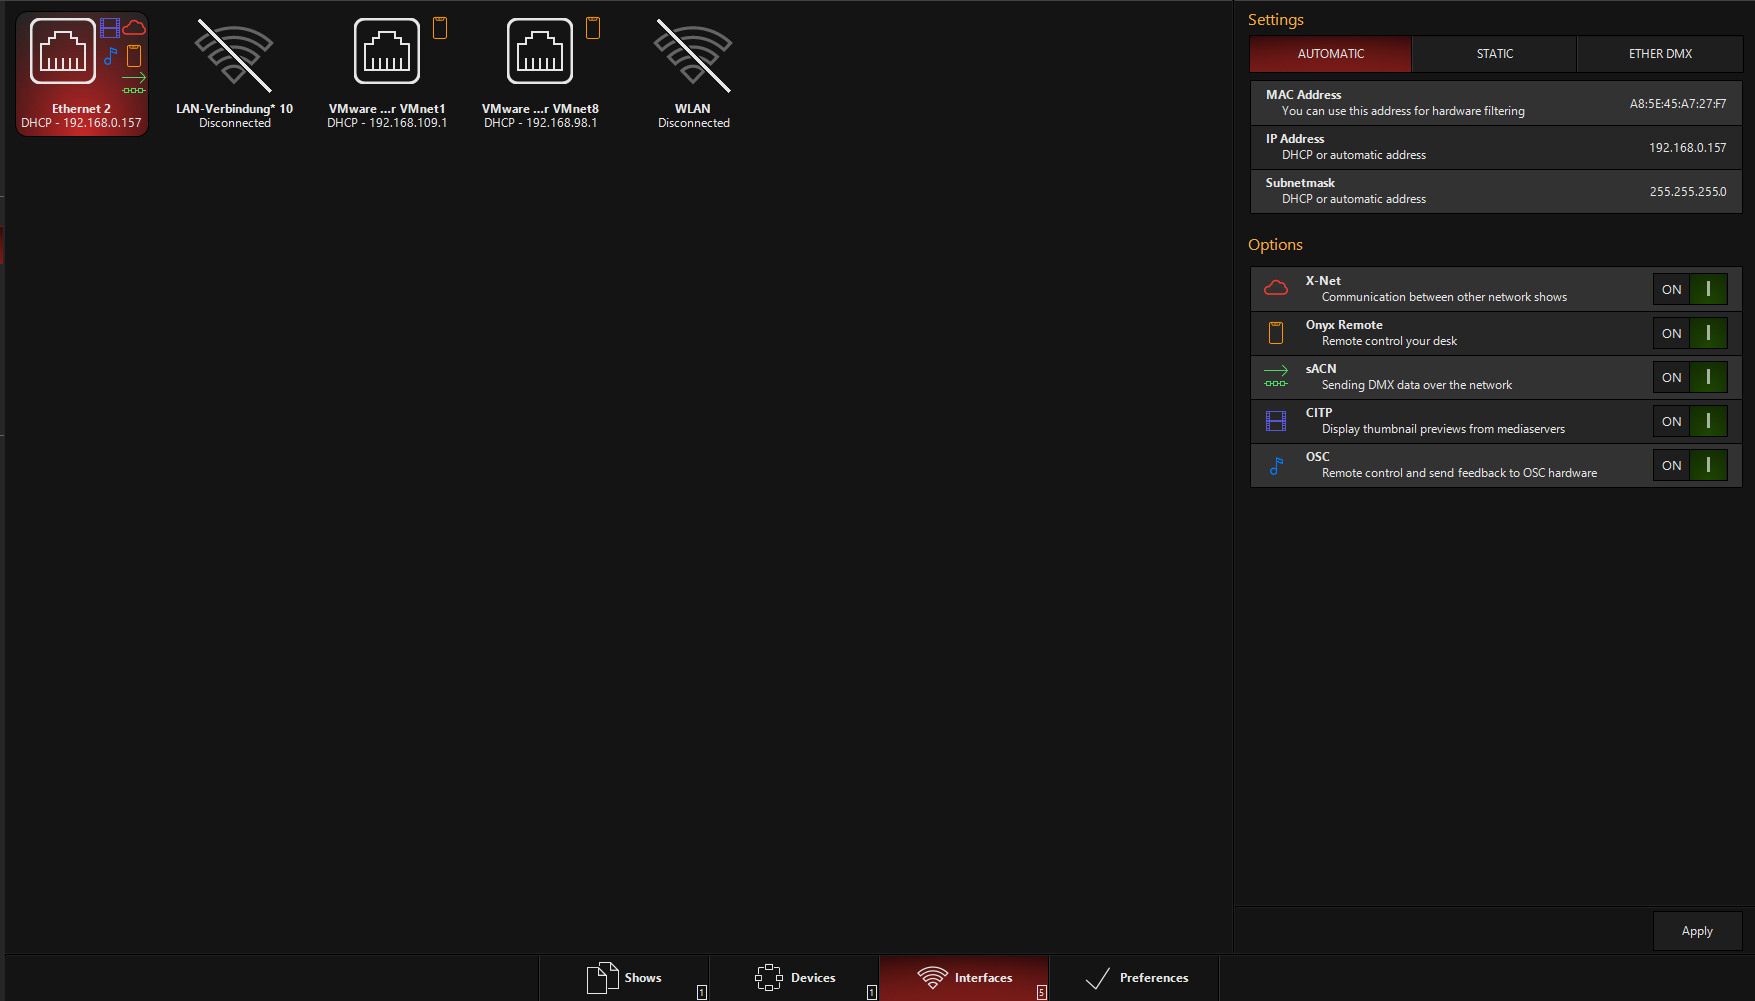 Ethernet 2
DHCP - 192.168.0.157
LAN-Verbindung* 10
Disconnected
VMware ...r VMnet1
DHCP - 192.168.109.1
VMware ...r VMnet8
DHCP - 192.168.98.1
WLAN
Disconnected
Settings
AUTOMATIC
STATIC
ETHER DMX
MAC Address
You can use this address for hardware filtering
A8:5E:45:A7:27:F7
IP Address
DHCP or automatic address
192.168.0.157
Subnetmask
DHCP or automatic address
255.255.255.0
Options
X-Net
Communication between other network shows
ON
Onyx Remote
Remote control your desk
ON
sACN
Sending DMX data over the network
ON
CITP
Display thumbnail previews from mediaservers
ON
OSC
Remote control and send feedback to OSC hardware
ON
Apply
Shows
1
Devices
1
Interfaces
5
Preferences